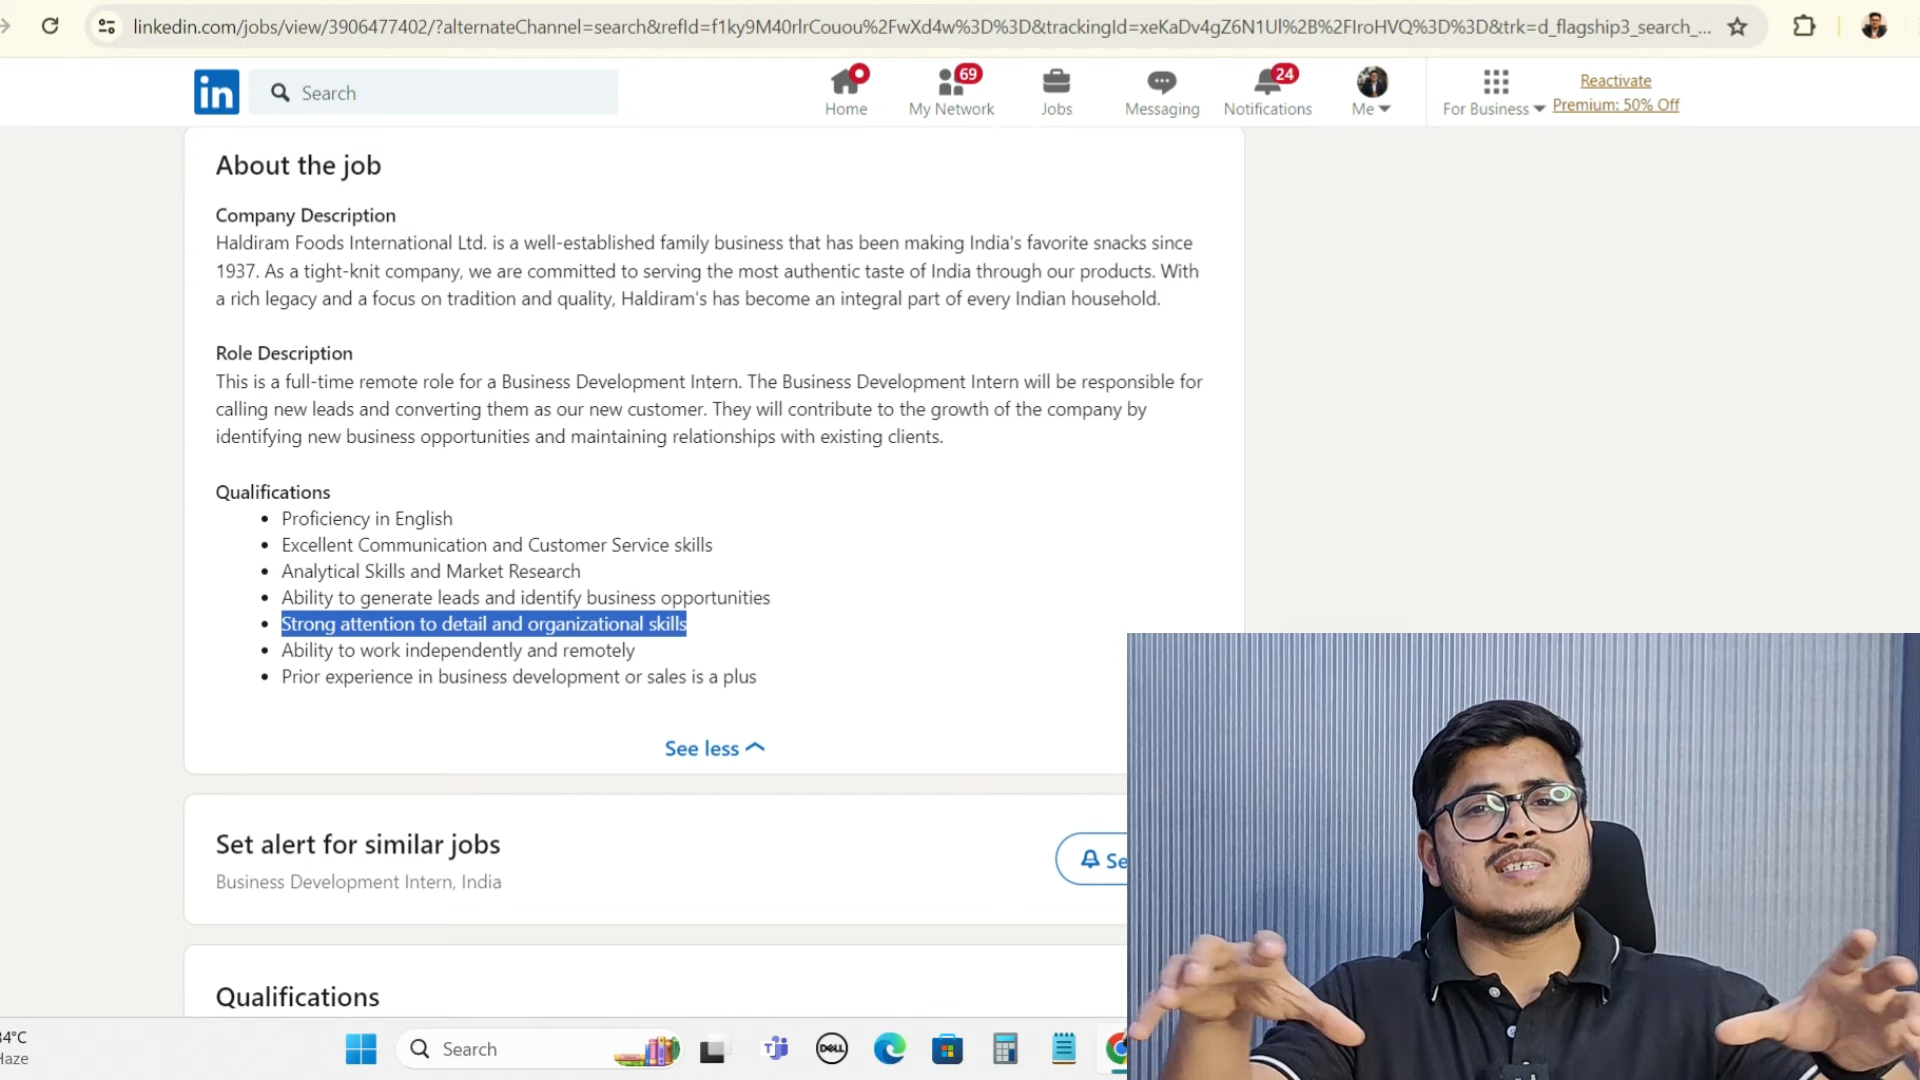 linkedin.com/jobs/view/3906477402/?alternateChannel=search&refId=f1ky9M40rlrCouou%2FwXd4w%3D%3D&trackingId=xeKaDv4gZ6N1Ul%2B%2FIroHVQ%3D%3D&trk=d_flagship3_search_...
in
Search
Home
69
My Network
Jobs
Messaging
24
Notifications
Me
For Business
Reactivate
Premium: 50% Off
About the job
Company Description
Haldiram Foods International Ltd. is a well-established family business that has been making India's favorite snacks since
1937. As a tight-knit company, we are committed to serving the most authentic taste of India through our products. With
a rich legacy and a focus on tradition and quality, Haldiram's has become an integral part of every Indian household.
Role Description
This is a full-time remote role for a Business Development Intern. The Business Development Intern will be responsible for
calling new leads and converting them as our new customer. They will contribute to the growth of the company by
identifying new business opportunities and maintaining relationships with existing clients.
Qualifications
• Proficiency in English
• Excellent Communication and Customer Service skills
• Analytical Skills and Market Research
• Ability to generate leads and identify business opportunities
• Strong attention to detail and organizational skills
• Ability to work independently and remotely
• Prior experience in business development or sales is a plus
See less
Set alert for similar jobs
Business Development Intern, India
Se
Qualifications
34°C
Haze
Search
DELL